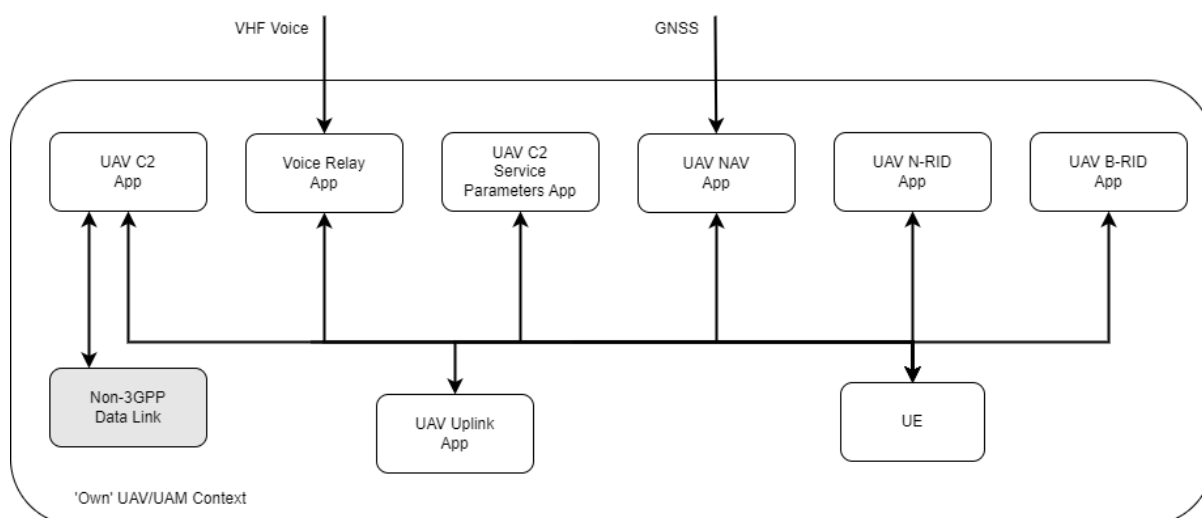 VHF Voice
GNSS
UAV C2
App
Voice Relay
App
UAV C2
Service
Parameters App
UAV NAV
App
UAV N-RID
App
UAV B-RID
App
Non-3GPP
Data Link
UAV Uplink
App
UE
'Own' UAV/UAM Context